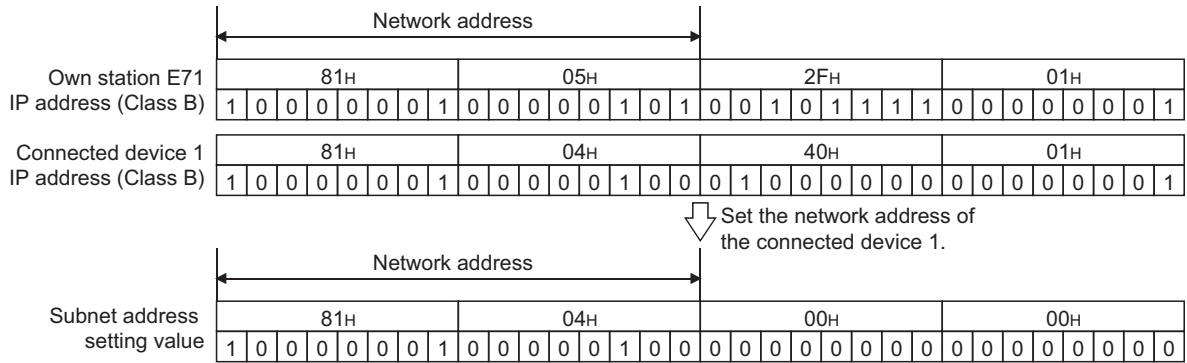 Network address
Own station E71
IP address (Class B)
81H 05H 2FH 01H
1 0 0 0 0 0 0 1 0 0 0 0 0 1 0 1 0 0 1 0 1 1 1 1 0 0 0 0 0 0 0 1
Connected device 1
IP address (Class B)
81H 04H 40H 01H
1 0 0 0 0 0 0 1 0 0 0 0 0 1 0 0 0 1 0 0 0 0 0 0 0 0 0 0 0 0 0 1
Set the network address of
the connected device 1.
Network address
Subnet address
setting value
81H 04H 00H 00H
1 0 0 0 0 0 0 1 0 0 0 0 0 1 0 0 0 0 0 0 0 0 0 0 0 0 0 0 0 0 0 0